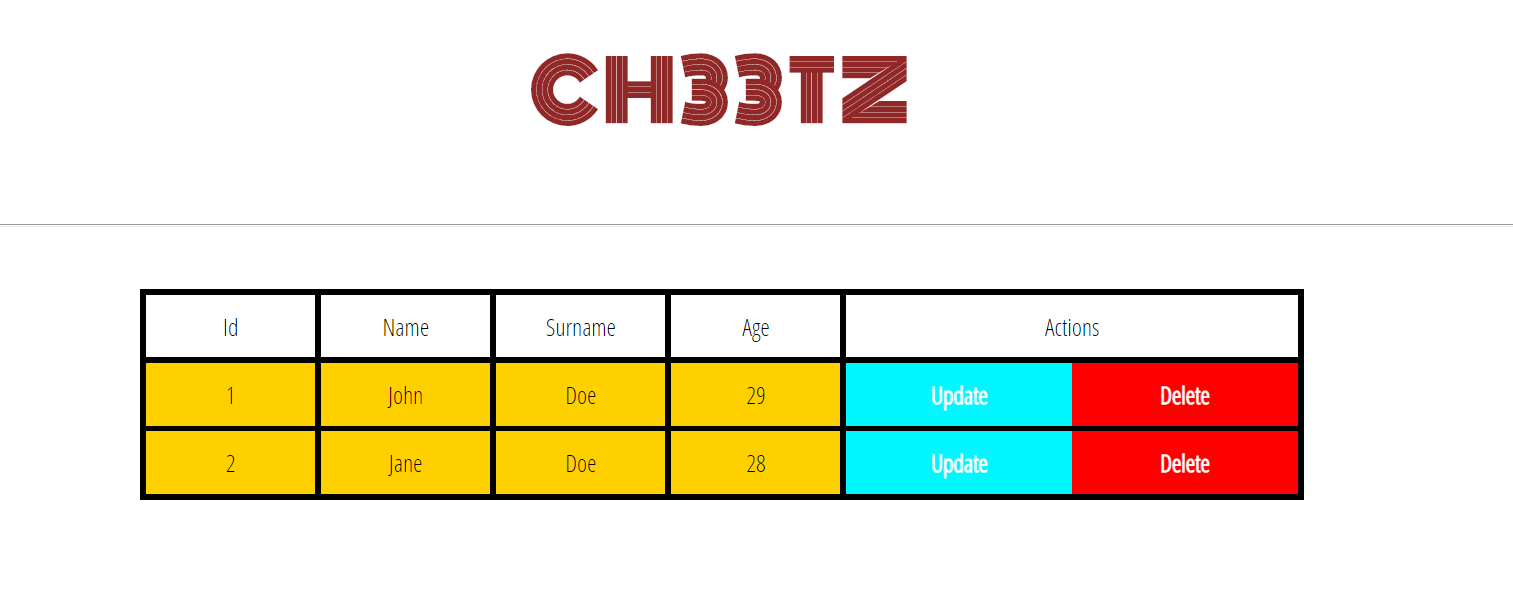 CH33TZ
Id Name Surname Age Actions
1 John Doe 29 Update Delete
2 Jane Doe 28 Update Delete